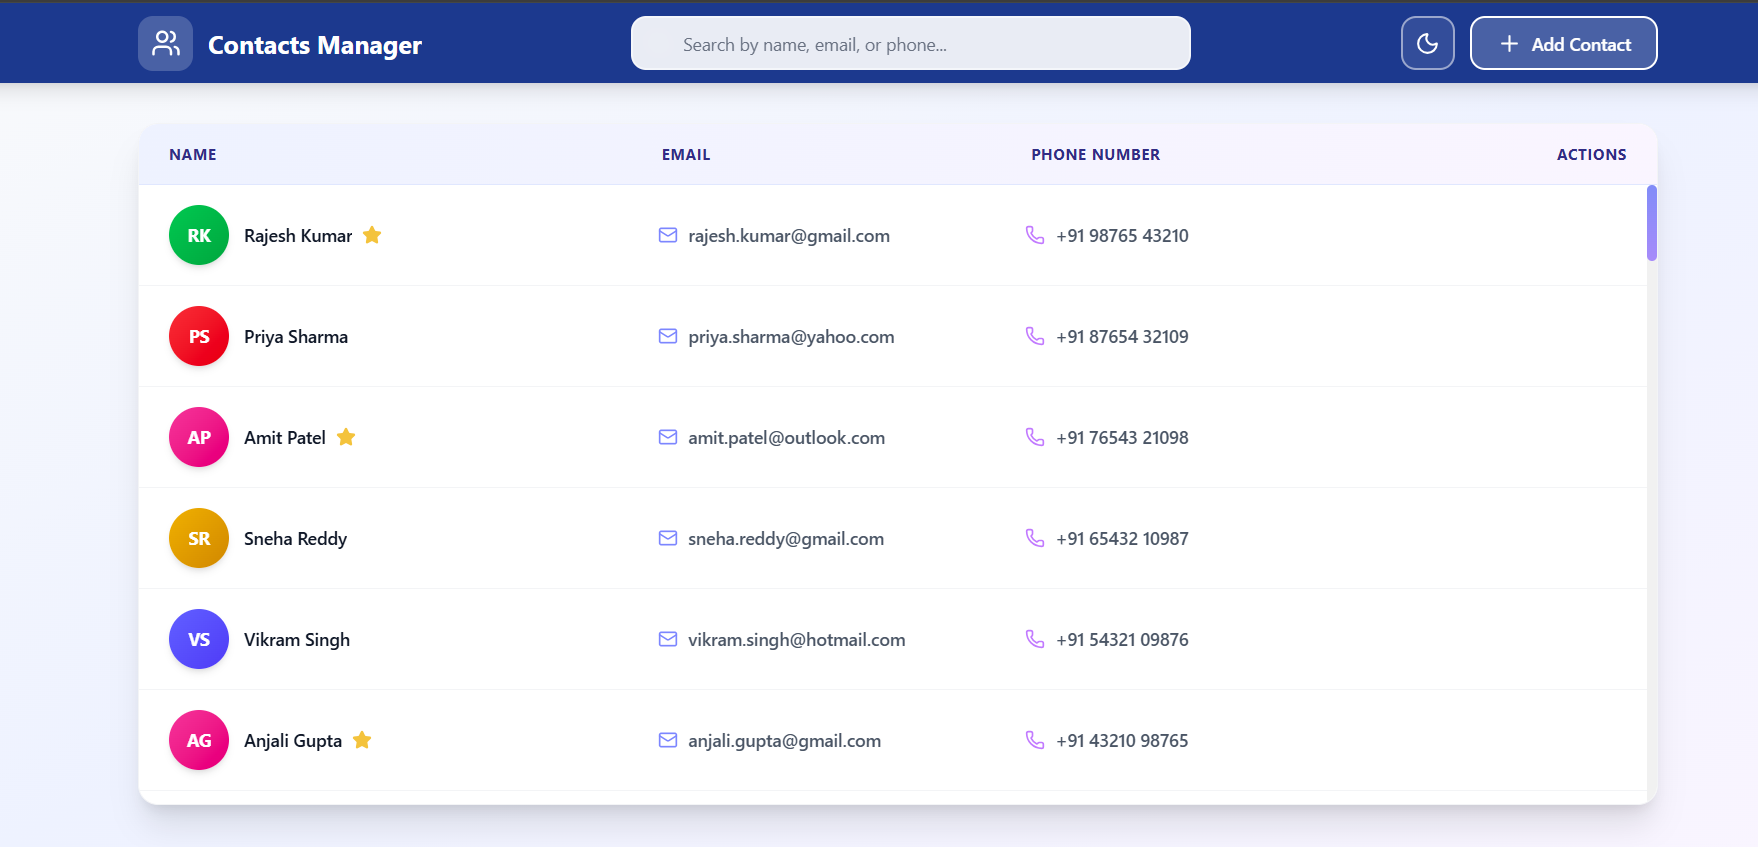 Contacts Manager
Search by name, email, or phone...
Add Contact
NAME EMAIL PHONE NUMBER ACTIONS
RK Rajesh Kumar rajesh.kumar@gmail.com +91 98765 43210
PS Priya Sharma priya.sharma@yahoo.com +91 87654 32109
AP Amit Patel amit.patel@outlook.com +91 76543 21098
SR Sneha Reddy sneha.reddy@gmail.com +91 65432 10987
VS Vikram Singh vikram.singh@hotmail.com +91 54321 09876
AG Anjali Gupta anjali.gupta@gmail.com +91 43210 98765